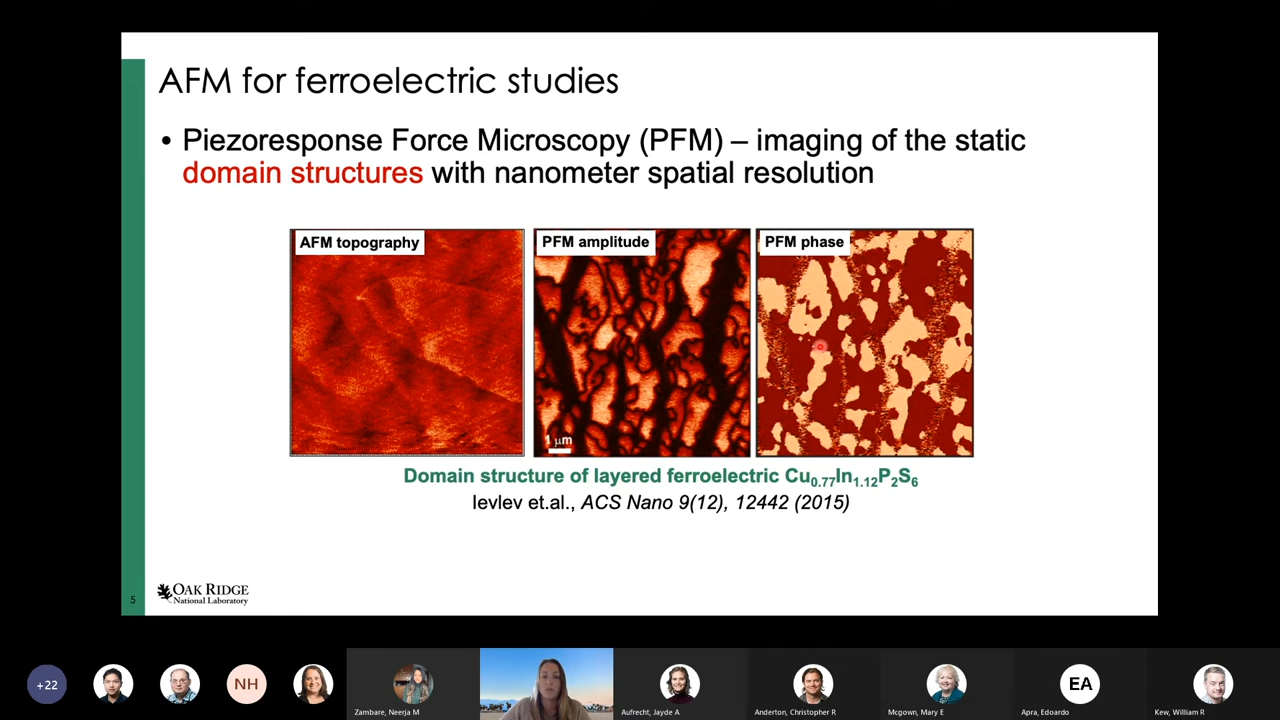 AFM for ferroelectric studies
• Piezoresponse Force Microscopy (PFM) – imaging of the static
domain structures with nanometer spatial resolution
AFM topography
PFM amplitude
PFM phase
1 μm
Domain structure of layered ferroelectric Cu0.77In1.12P2S6
Ievlev et.al., ACS Nano 9(12), 12442 (2015)
5
OAK RIDGE
National Laboratory
+22
NH
Zambare, Neerja M
Aufrecht, Jayde A
Anderton, Christopher R
Mcgown, Mary E
EA
Apra, Edoardo
Kew, William R